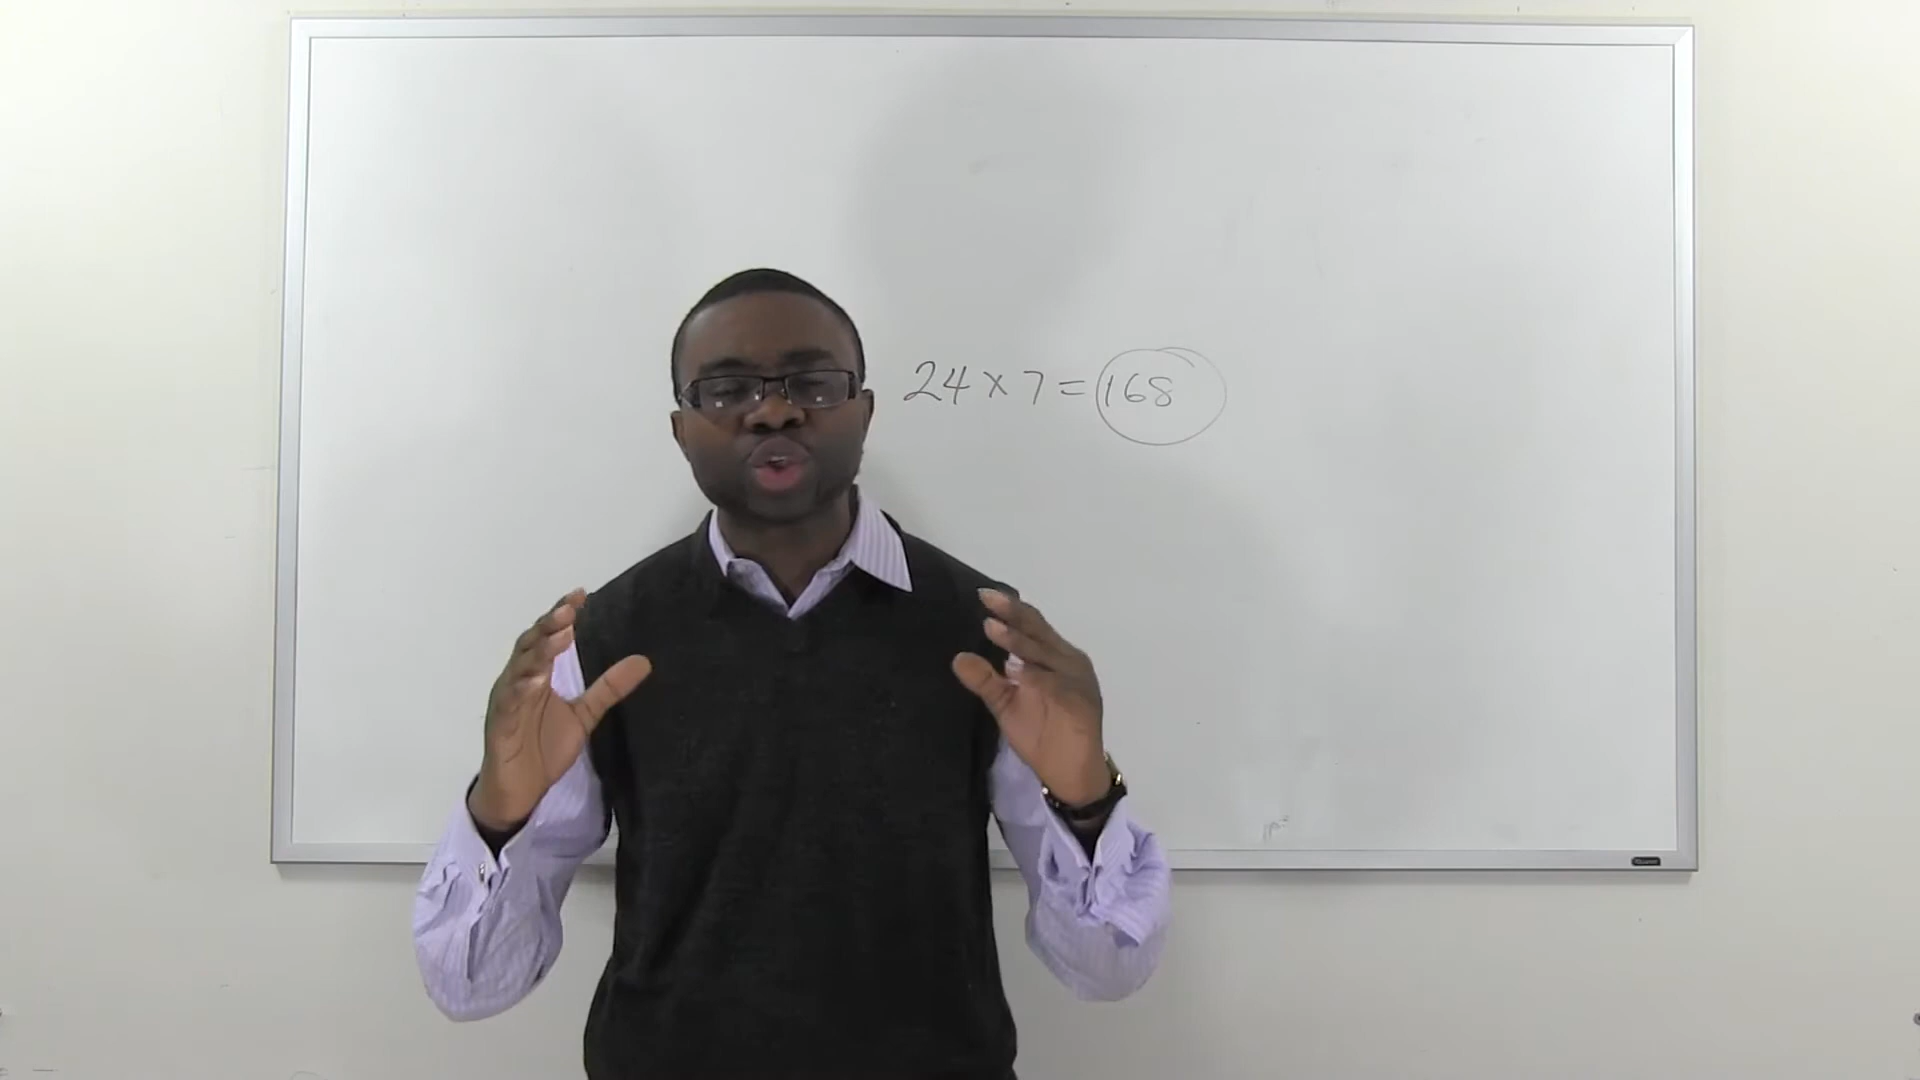 24 × 7 = 168